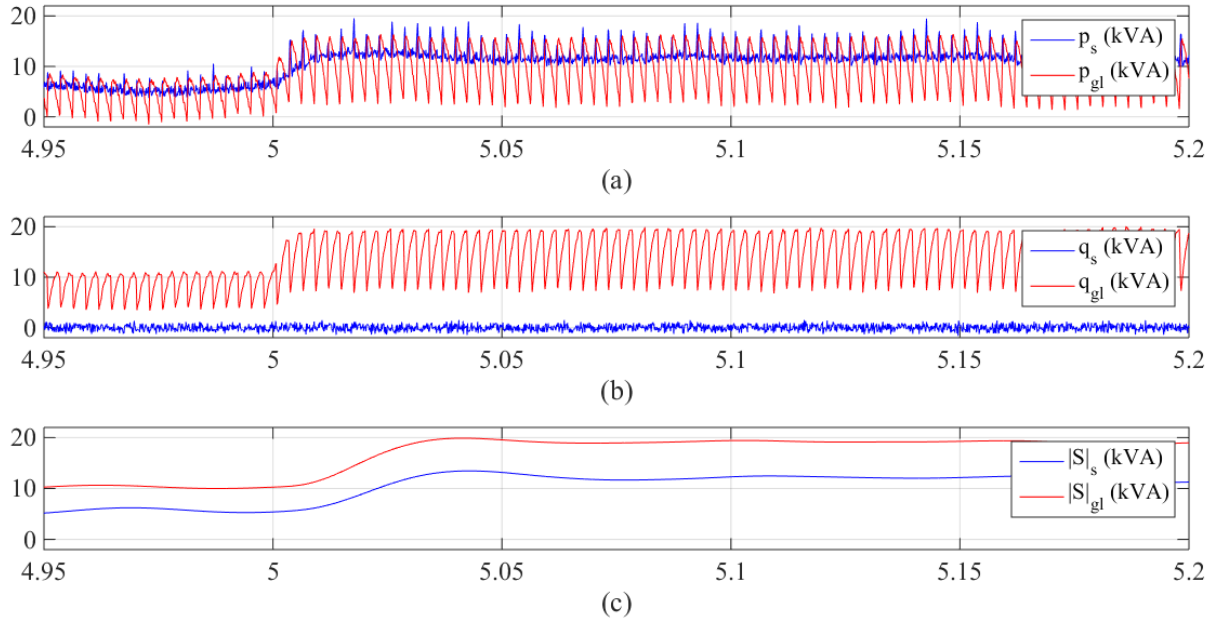 20
10
0
p_s (kVA)
p_gl (kVA)
4.95 5 5.05 5.1 5.15 5.2
(a)
20
10
0
q_s (kVA)
q_gl (kVA)
4.95 5 5.05 5.1 5.15 5.2
(b)
20
10
0
|S|_s (kVA)
|S|_gl (kVA)
4.95 5 5.05 5.1 5.15 5.2
(c)